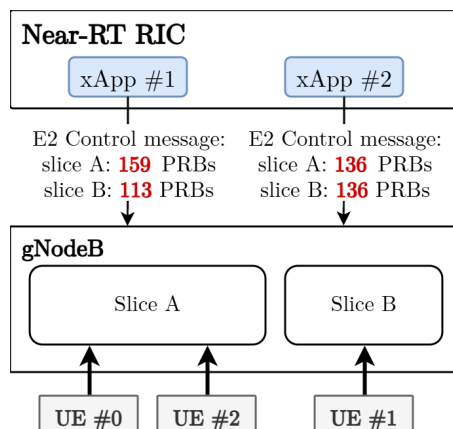 Near-RT RIC
xApp #1
xApp #2
E2 Control message:
slice A: 159 PRBs
slice B: 113 PRBs
E2 Control message:
slice A: 136 PRBs
slice B: 136 PRBs
gNodeB
Slice A
Slice B
UE #0
UE #2
UE #1